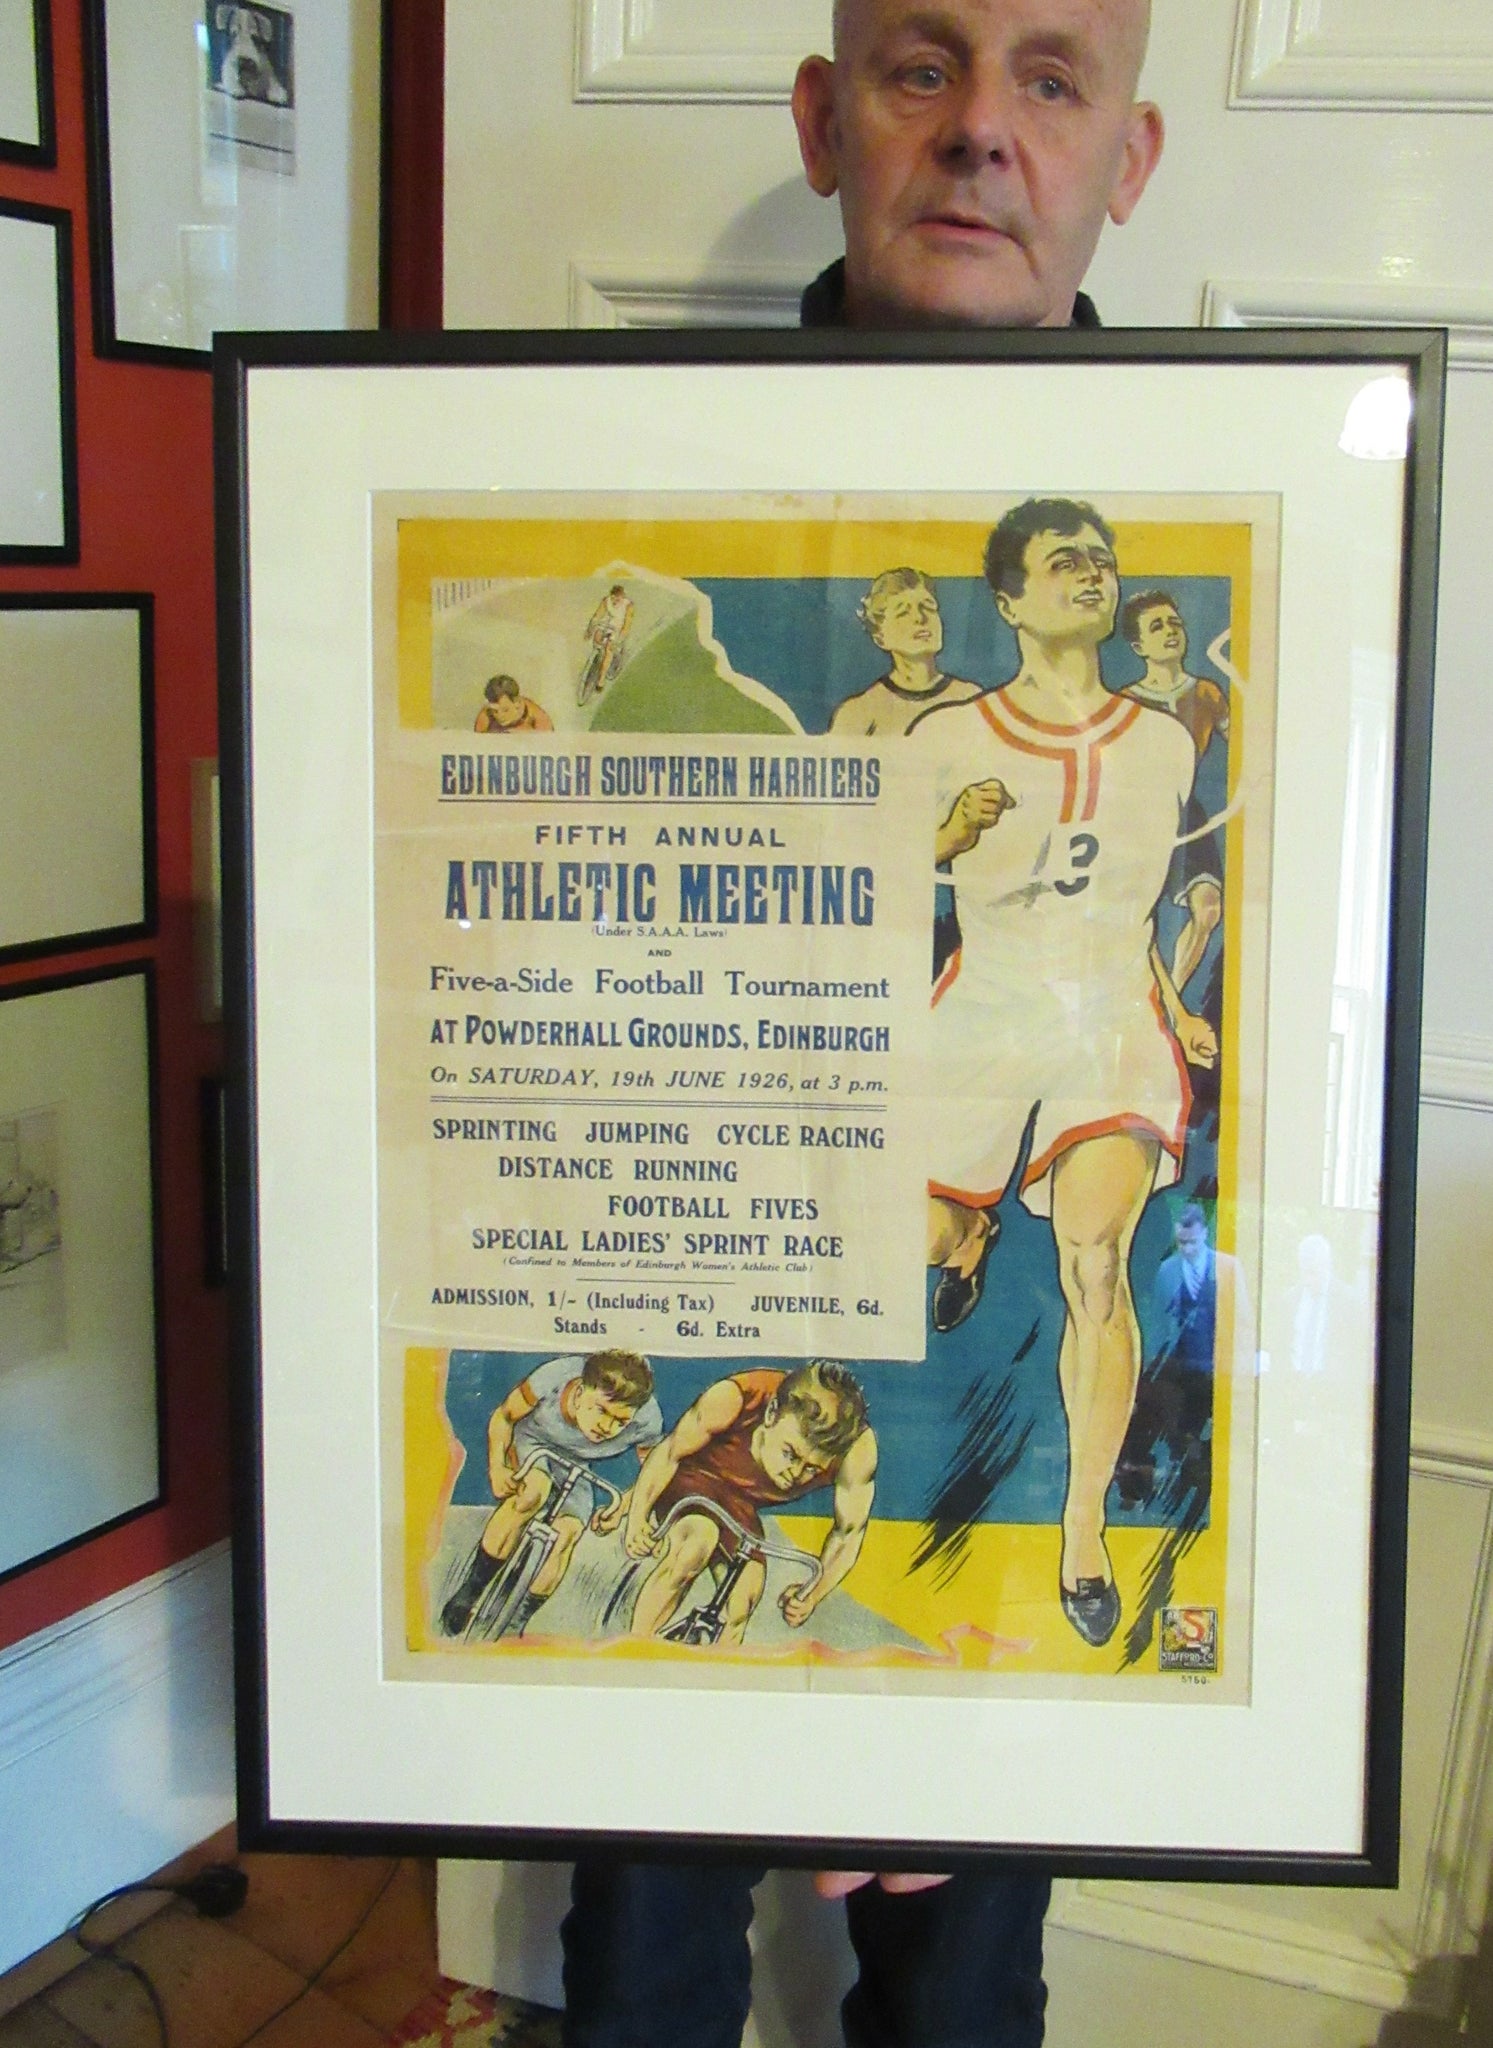 EDINBURGH SOUTHERN HARRIERS
FIFTH ANNUAL
ATHLETIC MEETING
(Under S.A.A.A. Laws)
AND
Five-a-Side Football Tournament
AT POWDERHALL GROUNDS, EDINBURGH
On SATURDAY, 19th JUNE 1926, at 3 p.m.
SPRINTING JUMPING CYCLE RACING
DISTANCE RUNNING
FOOTBALL FIVES
SPECIAL LADIES' SPRINT RACE
(Confined to Members of Edinburgh Women's Athletic Club)
ADMISSION, 1/- (Including Tax) JUVENILE, 6d.
Stands - 6d. Extra
3
S
STAFFORD & Co
5760.